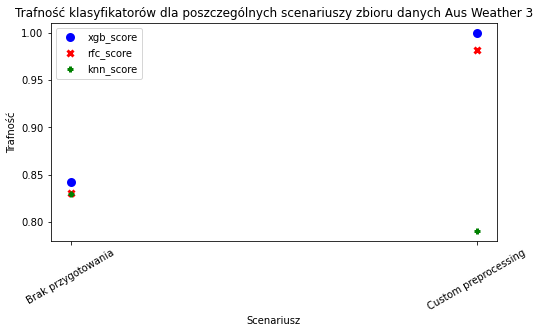 Trafność klasyfikatorów dla poszczególnych scenariuszy zbioru danych Aus Weather 3
xgb_score
rfc_score
knn_score
1.00
0.95
0.90
0.85
0.80
Trafność
Brak przygotowania
Custom preprocessing
Scenariusz